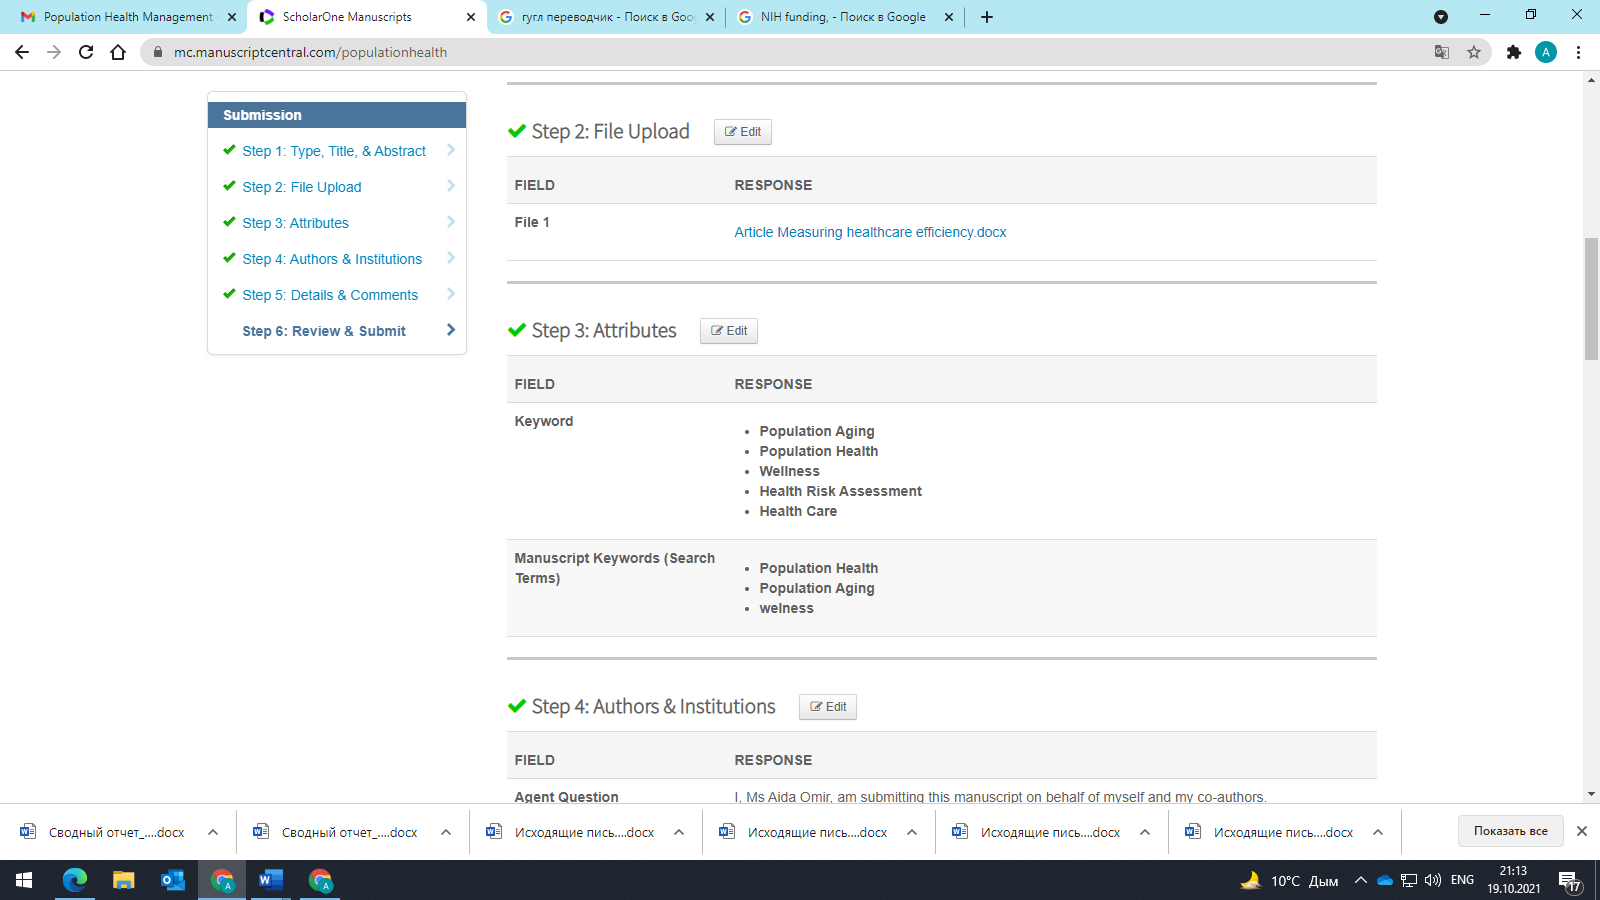 Population Health Management
ScholarOne Manuscripts
гугл переводчик - Поиск в Goo
NIH funding, - Поиск в Google
mc.manuscriptcentral.com/populationhealth
A
Submission
Step 1: Type, Title, & Abstract
Step 2: File Upload
Step 3: Attributes
Step 4: Authors & Institutions
Step 5: Details & Comments
Step 6: Review & Submit
Step 2: File Upload
Edit
FIELD RESPONSE
File 1
Article Measuring healthcare efficiency.docx
Step 3: Attributes
Edit
FIELD RESPONSE
Keyword
• Population Aging
• Population Health
• Wellness
• Health Risk Assessment
• Health Care
Manuscript Keywords (Search
Terms)
• Population Health
• Population Aging
• welness
Step 4: Authors & Institutions
Edit
FIELD RESPONSE
Agent Question I, Ms Aida Omir, am submitting this manuscript on behalf of myself and my co-authors.
Сводный отчет_....docx
Сводный отчет_....docx
Исходящие пись....docx
Исходящие пись....docx
Исходящие пись....docx
Исходящие пись....docx
Показать все
10°C Дым
ENG
21:13
19.10.2021
17